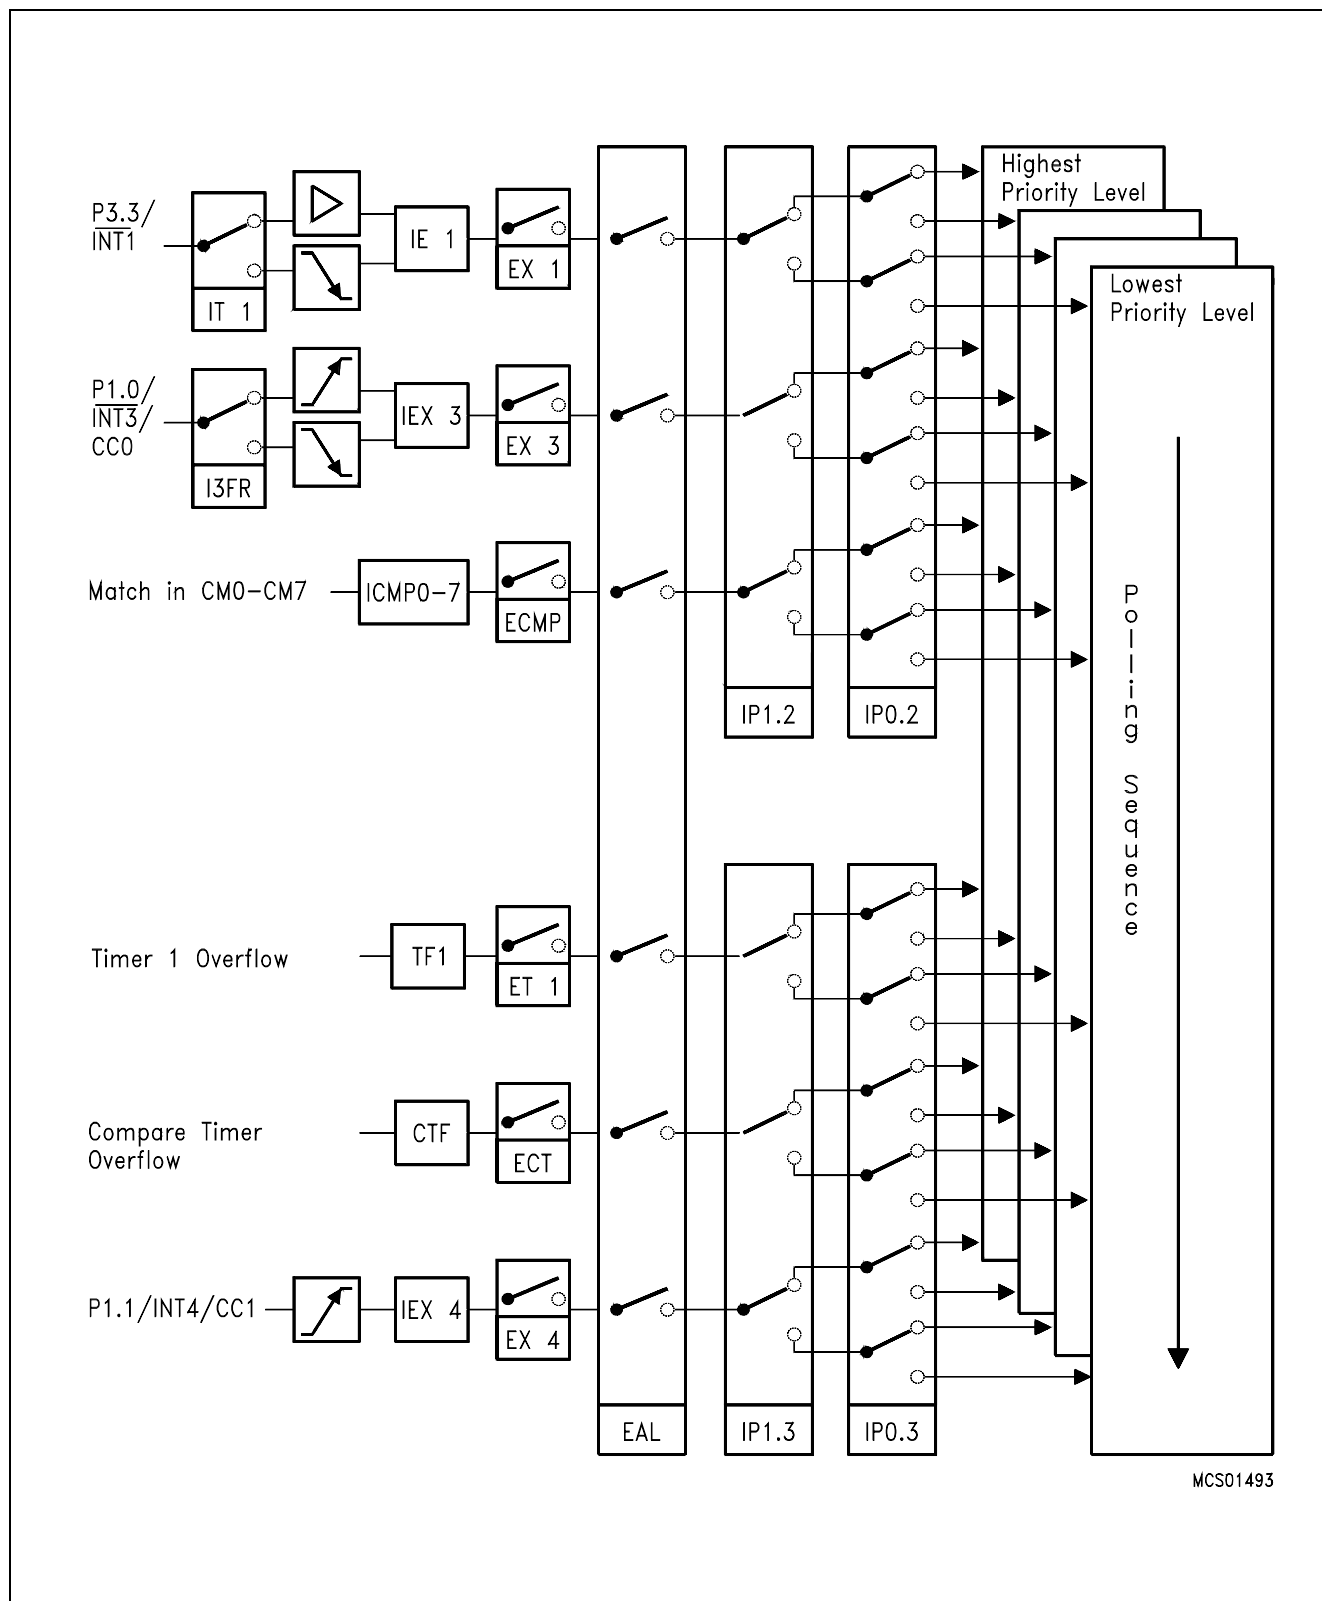 Highest
Priority Level
P3.3/
INT1
IE 1
EX 1
IT 1
Lowest
Priority Level
P1.0/
INT3/
CC0
IEX 3
EX 3
I3FR
Match in CM0-CM7
ICMP0-7
ECMP
IP1.2
IP0.2
Polling Sequence
Timer 1 Overflow
TF1
ET 1
Compare Timer
Overflow
CTF
ECT
P1.1/INT4/CC1
IEX 4
EX 4
EAL
IP1.3
IP0.3
MCS01493